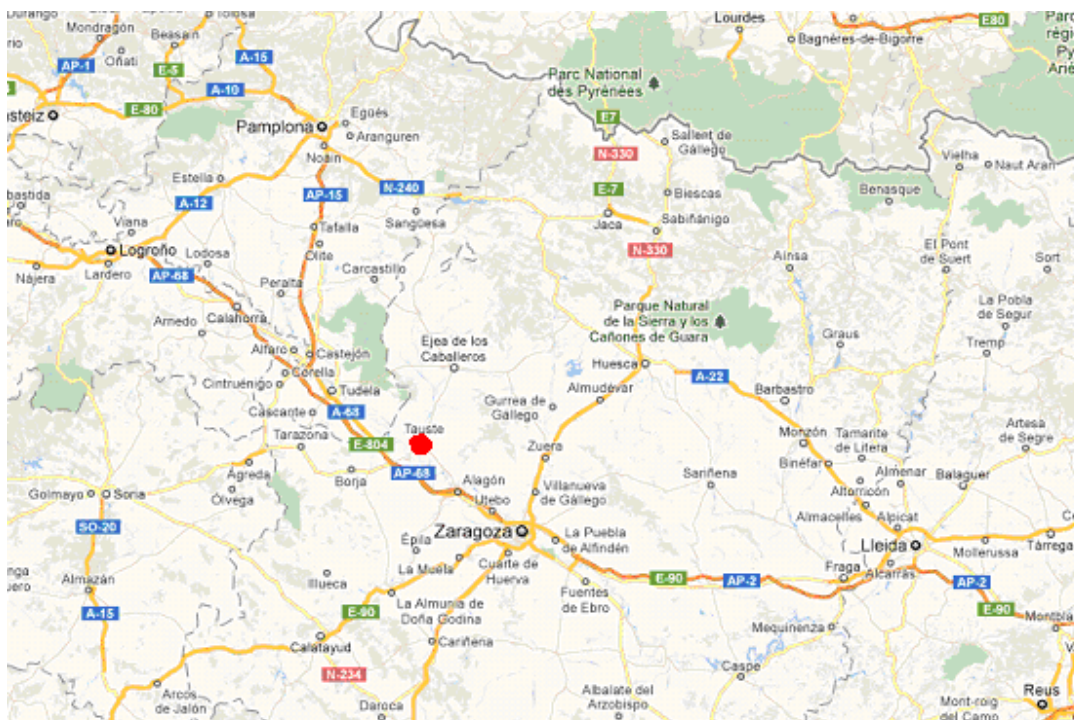 Durango
Tolosa
Mondragón
Beasain
Lourdes
E80
Oñati
AP-1
E-5
A-15
Bagnères-de-Bigorre
Parc National
des Pyrénées
A-10
E-80
Egüés
E7
Pamplona
Aranguren
Sallent de
Gállego
Noain
N-330
Vielha
Naut Aran
Estella
N-240
E-7
Biescas
Benasque
AP-15
A-12
Sangüesa
Viana
Jaca
Sabiñánigo
Tafalla
Logroño
Lodosa
Olite
N-330
El Pont
de Suert
Sort
Nájera
Lardero
AP-68
Carcastillo
Ainsa
Peralta
La Pobla
de Segur
Parque Natural
de la Sierra y los
Cañones de Guara
Arnedo
Calahorra
Ejea de los
Caballeros
Graus
Tremp
Alfaro
Castejón
Huesca
Corella
A-22
Cintruénigo
Tudela
Almudévar
Barbastro
Cascante
A-68
Gurrea de
Gállego
Tauste
Artesa
de Segre
Tarazona
E-804
Zuera
Monzón
Tamarite
de Litera
Ágreda
Borja
AP-68
Binéfar
Almenar
Balaguer
Sariñena
Golmayo
Soria
Ólvega
Alagón
Villanueva
de Gállego
Altorricón
Utebo
Almacelles
Alpicat
SO-20
Zaragoza
La Puebla
de Alfindén
Lleida
Épila
Mollerussa
Tàrrega
La Muela
Cuarte de
Huerva
Fraga
Alcarràs
Almazán
Illueca
E-90
AP-2
AP-2
Fuentes
de Ebro
La Almunia de
Doña Godina
E-90
A-15
E-90
Montbla
Mequinenza
Calatayud
Cariñena
N-234
Caspe
Arcos
de Jalón
Daroca
Albalate del
Arzobispo
Mont-roig
del Camp
Reus